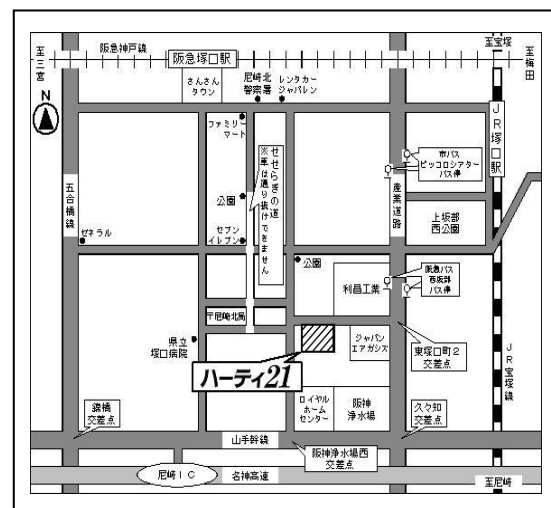 至三宮
阪急神戸線
阪急塚口駅
至宝塚
至梅田
さんさん
タウン
尼崎北
警察署
レンタカー
ジャパレン
N
JR塚口駅
ファミリー
マート
せせらぎの道
※車は通り抜けできません
市バス
ピッコロシアター
バス停
五合橋線
公園
産業道路
上坂部
西公園
ゼネラル
セブン
イレブン
公園
阪急バス
バス停
利昌工業
〒尼崎北局
県立
塚口病院
ジャパン
エアガシズ
東塚口町2
交差点
JR宝塚線
ハーティ21
ロイヤル
ホーム
センター
阪神
浄水場
久々知
交差点
交差点
山手幹線
阪神浄水場西
交差点
尼崎IC
名神高速
至尼崎